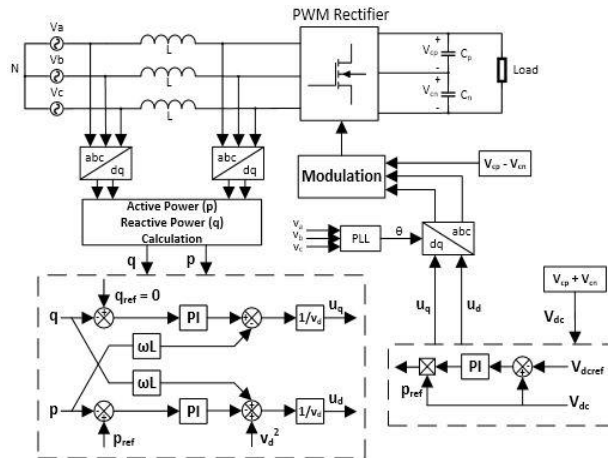 PWM Rectifier
Va
Vb
Vc
N
L
L
L
Vcp
+
-
Cp
Vcn
+
-
Cn
Load
abc
dq
abc
dq
Modulation
Vcp - Vcn
Active Power (p)
Reactive Power (q)
Calculation
q
p
Va
Vb
Vc
PLL
θ
dq
abc
uq
ud
Vcp + Vcn
Vdc
qref = 0
q
PI
1/vd
uq
ωL
ωL
p
PI
1/vd
ud
pref
vd²
PI
Vdcref
pref
Vdc